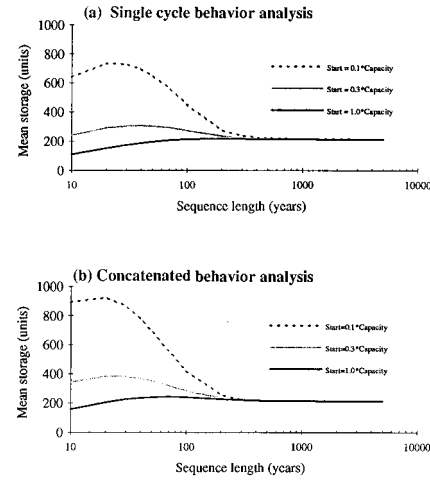 (a) Single cycle behavior analysis
1000
800
600
400
200
0
Mean storage (units)
Start = 0.1*Capacity
Start = 0.3*Capacity
Start = 1.0*Capacity
10
100
1000
10000
Sequence length (years)
(b) Concatenated behavior analysis
1000
800
600
400
200
0
Mean storage (units)
Start=0.1*Capacity
Start=0.3*Capacity
Start=1.0*Capacity
10
100
1000
10000
Sequence length (years)